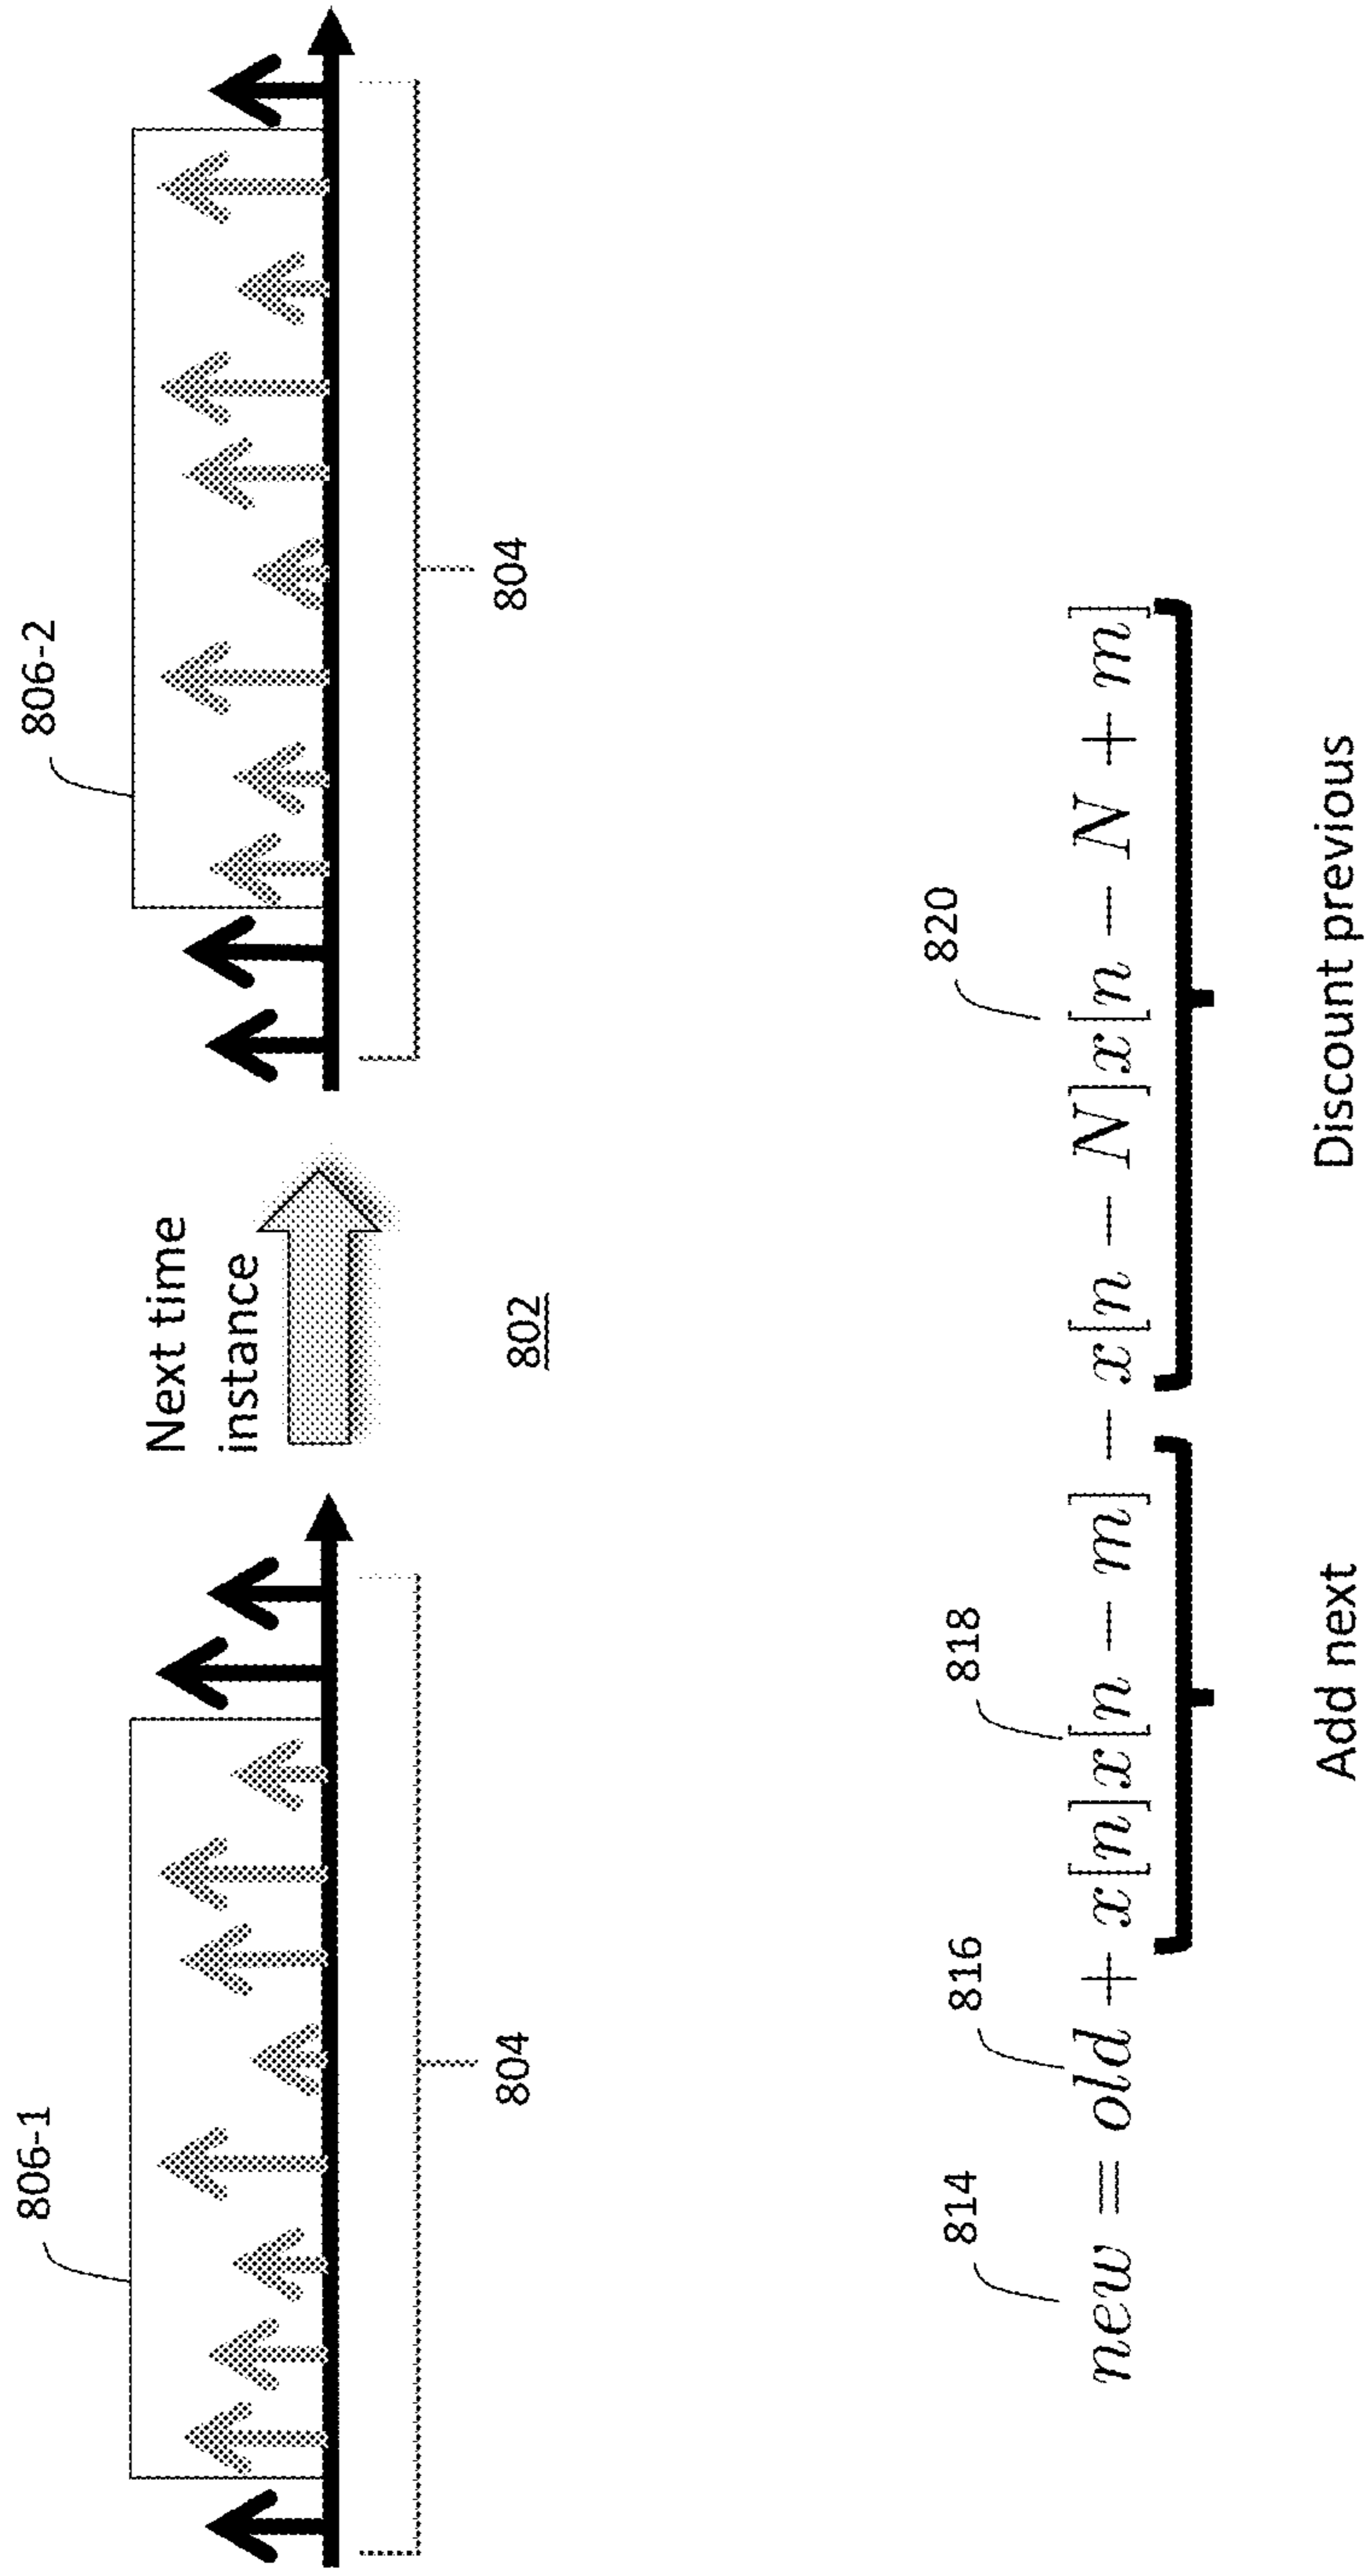 806-1
806-2
Next time
instance
804
802
804
814
816
818
820
new = old + x[n]x[n − m] − x[n − N]x[n − N + m]
Add next
Discount previous